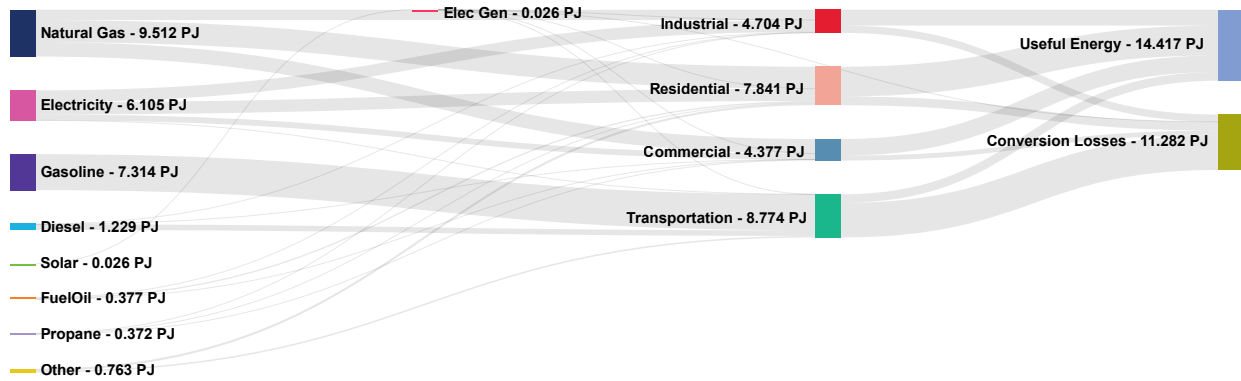 Natural Gas - 9.512 PJ
Electricity - 6.105 PJ
Gasoline - 7.314 PJ
Diesel - 1.229 PJ
Solar - 0.026 PJ
FuelOil - 0.377 PJ
Propane - 0.372 PJ
Other - 0.763 PJ
Elec Gen - 0.026 PJ
Industrial - 4.704 PJ
Residential - 7.841 PJ
Commercial - 4.377 PJ
Transportation - 8.774 PJ
Useful Energy - 14.417 PJ
Conversion Losses - 11.282 PJ